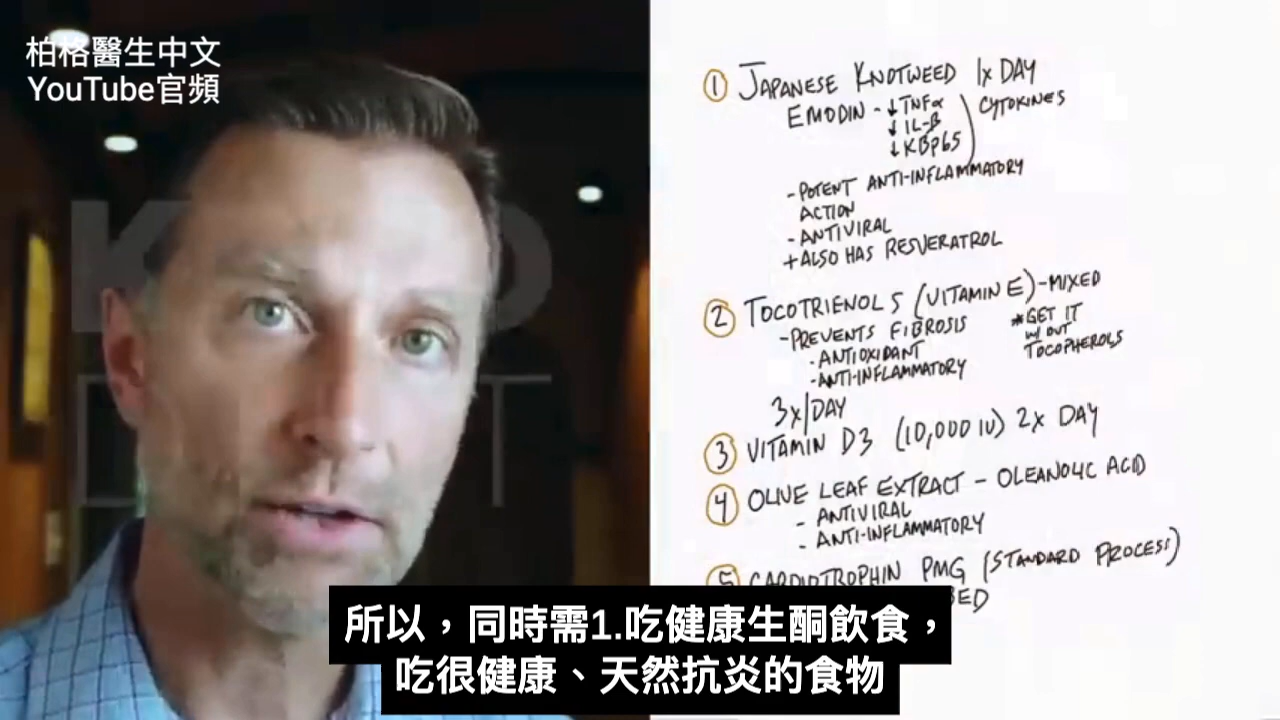 柏格醫生中文
YouTube官頻
① JAPANESE KNOTWEED 1x DAY
EMODIN - ↓TNFα
↓ IL-β
↓ KBp65
CYTOKINES
- POTENT ANTI-INFLAMMATORY
ACTION
- ANTIVIRAL
+ ALSO HAS RESVERATROL
② TOCOTRIENOLS (VITAMIN E) - MIXED
- PREVENTS FIBROSIS
- ANTIOXIDANT
- ANTI-INFLAMMATORY
*GET IT
w/OUT
TOCOPHEROLS
3x/DAY
③ VITAMIN D3 (10,000 IU) 2x DAY
④ OLIVE LEAF EXTRACT - OLEANOLIC ACID
- ANTIVIRAL
- ANTI-INFLAMMATORY
⑤ CARDIOTROPHIN PMG (STANDARD PROCESS)
所以，同時需1.吃健康生酮飲食，
吃很健康、天然抗炎的食物